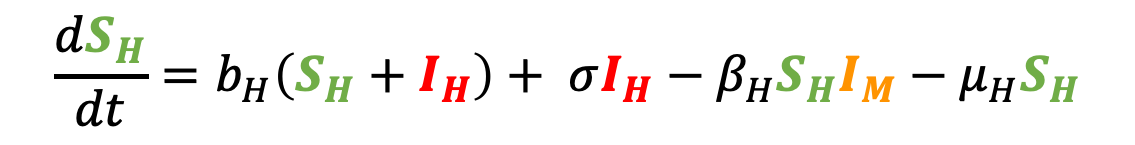 dS_H/dt = b_H(S_H + I_H) + σI_H − β_H S_H I_M − μ_H S_H